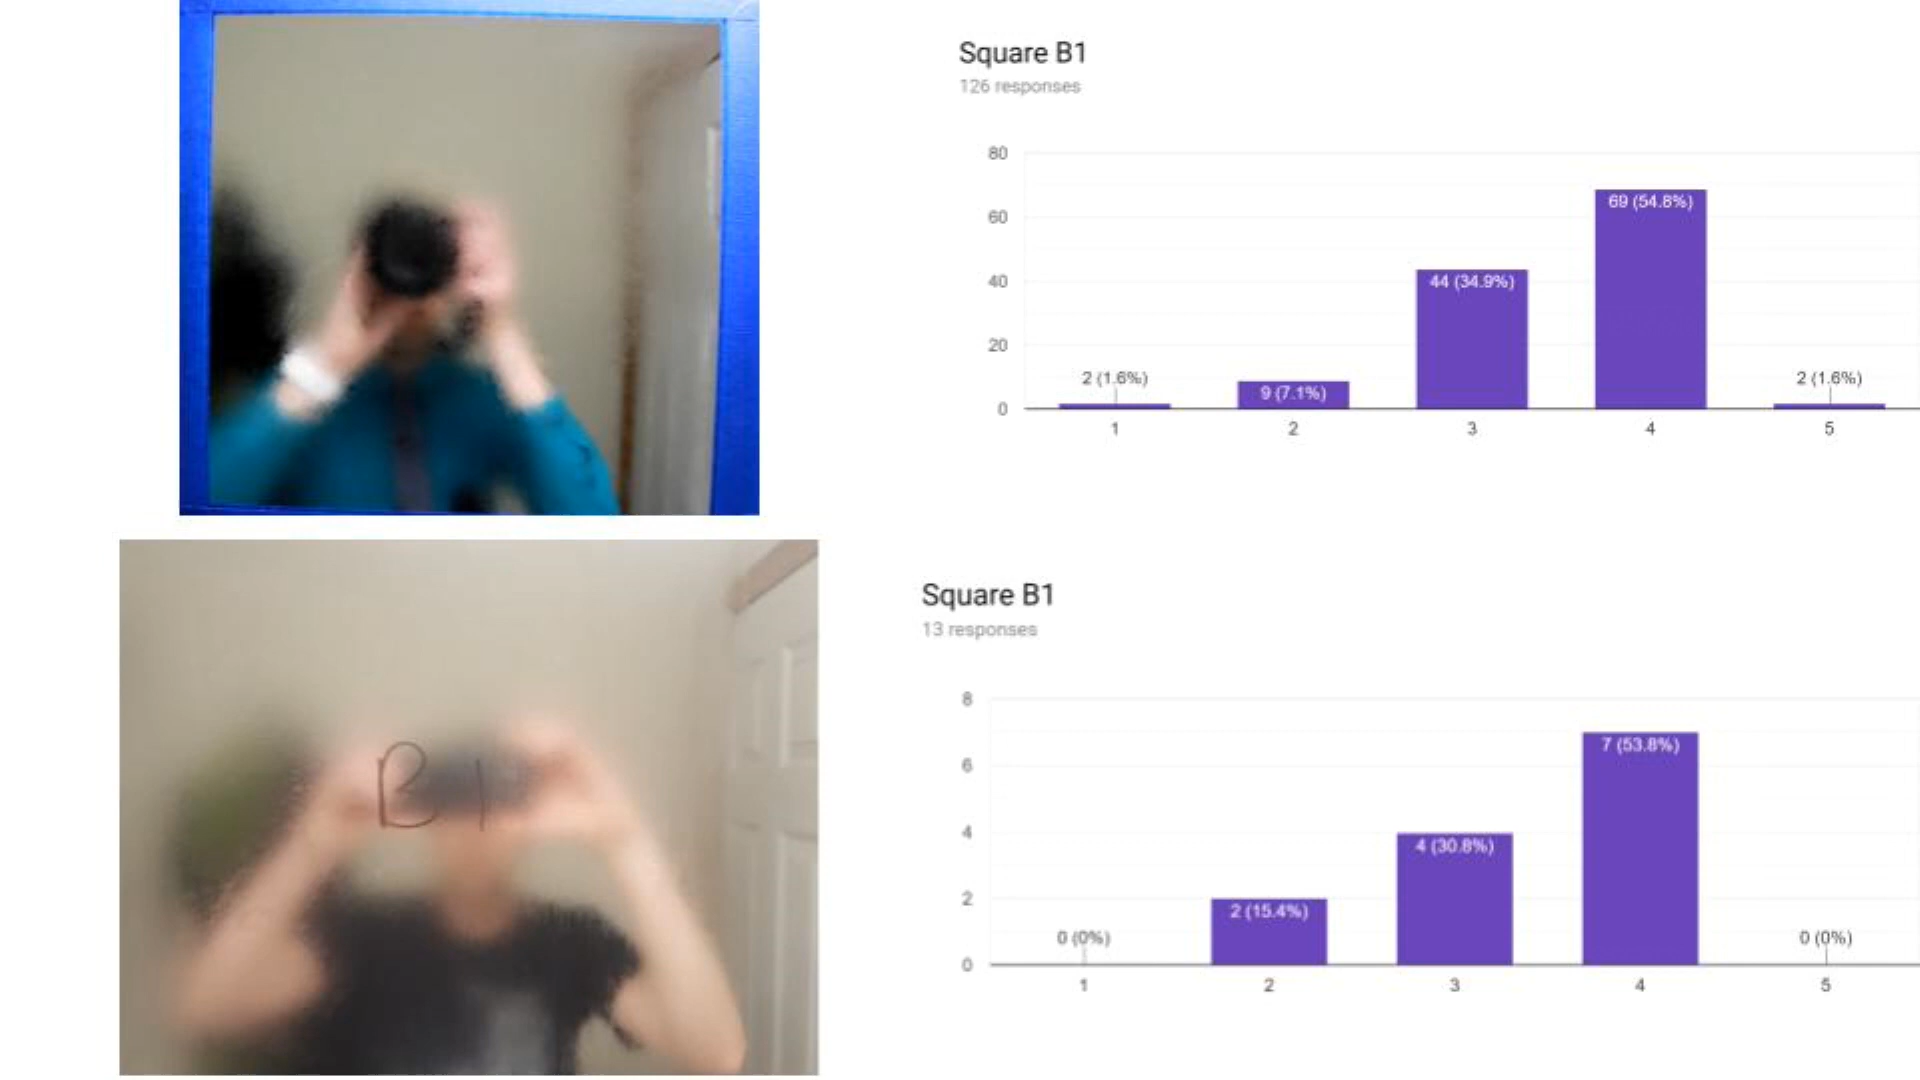 Square B1
126 responses
80
60
40
20
0
2 (1.6%)
9 (7.1%)
44 (34.9%)
69 (54.8%)
2 (1.6%)
1 2 3 4 5
B1
Square B1
13 responses
8
6
4
2
0
0 (0%)
2 (15.4%)
4 (30.8%)
7 (53.8%)
0 (0%)
1 2 3 4 5